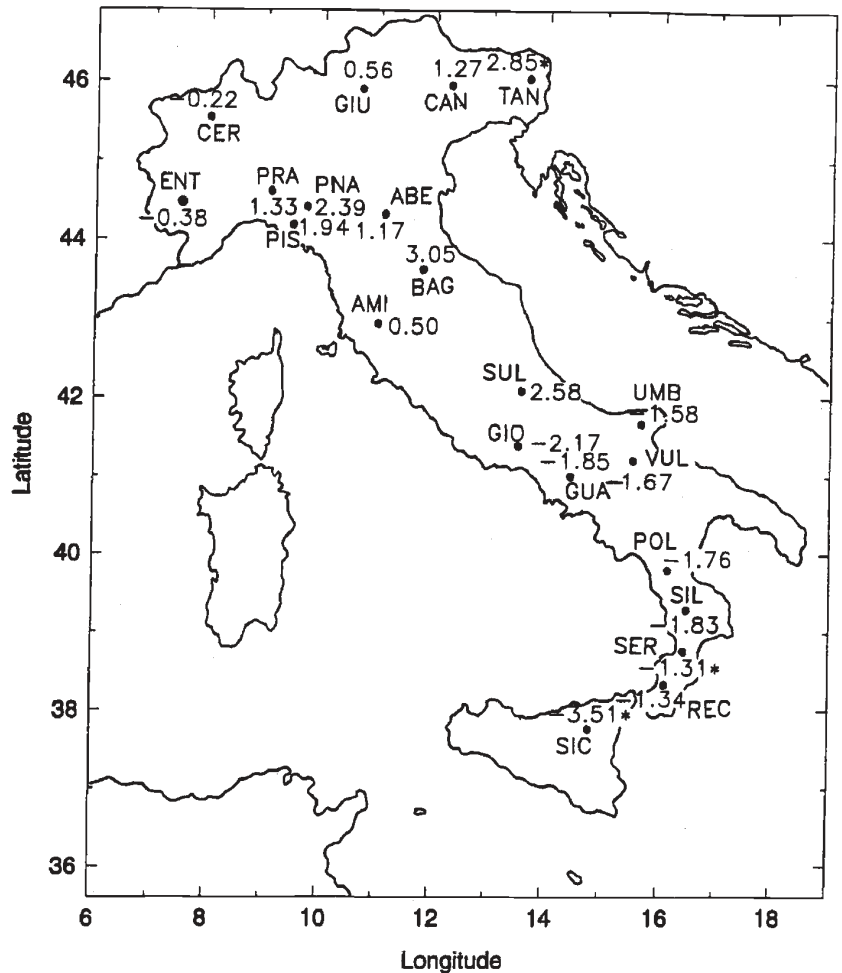 46
0.56
1.27
2.85*
GIU
CAN
TAN
-0.22
CER
ENT
-0.38
PRA
PNA
ABE
1.33
2.39
PIS
1.94
1.17
44
3.05
BAG
AMI
0.50
SUL
2.58
UMB
-1.58
42
GIO
-2.17
-1.85
VUL
GUA
-1.67
Latitude
40
POL
-1.76
SIL
-1.83
SER
-1.31*
-1.34
REC
38
-3.51*
SIC
36
6 8 10 12 14 16 18
Longitude